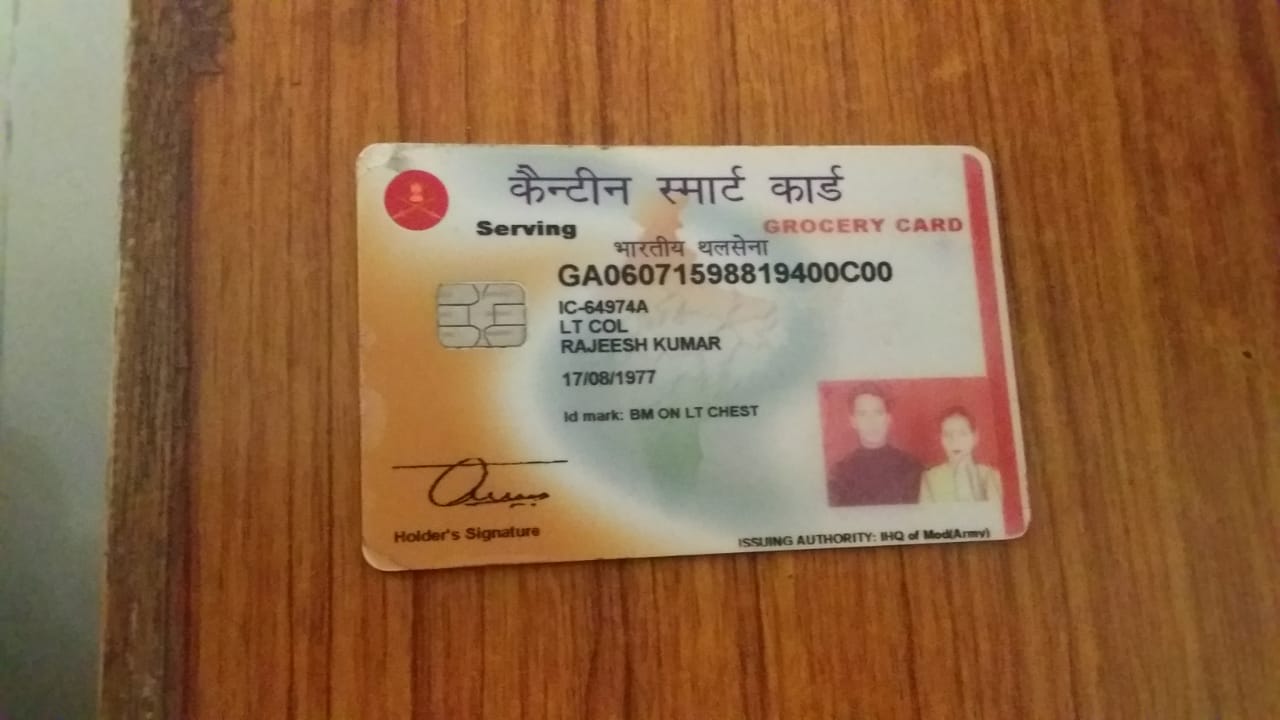 कैन्टीन स्मार्ट कार्ड
Serving
GROCERY CARD
भारतीय थलसेना
GA06071598819400C00
IC-64974A
LT COL
RAJEESH KUMAR
17/08/1977
Id mark: BM ON LT CHEST
Holder's Signature
ISSUING AUTHORITY: IHQ of Mod(Army)